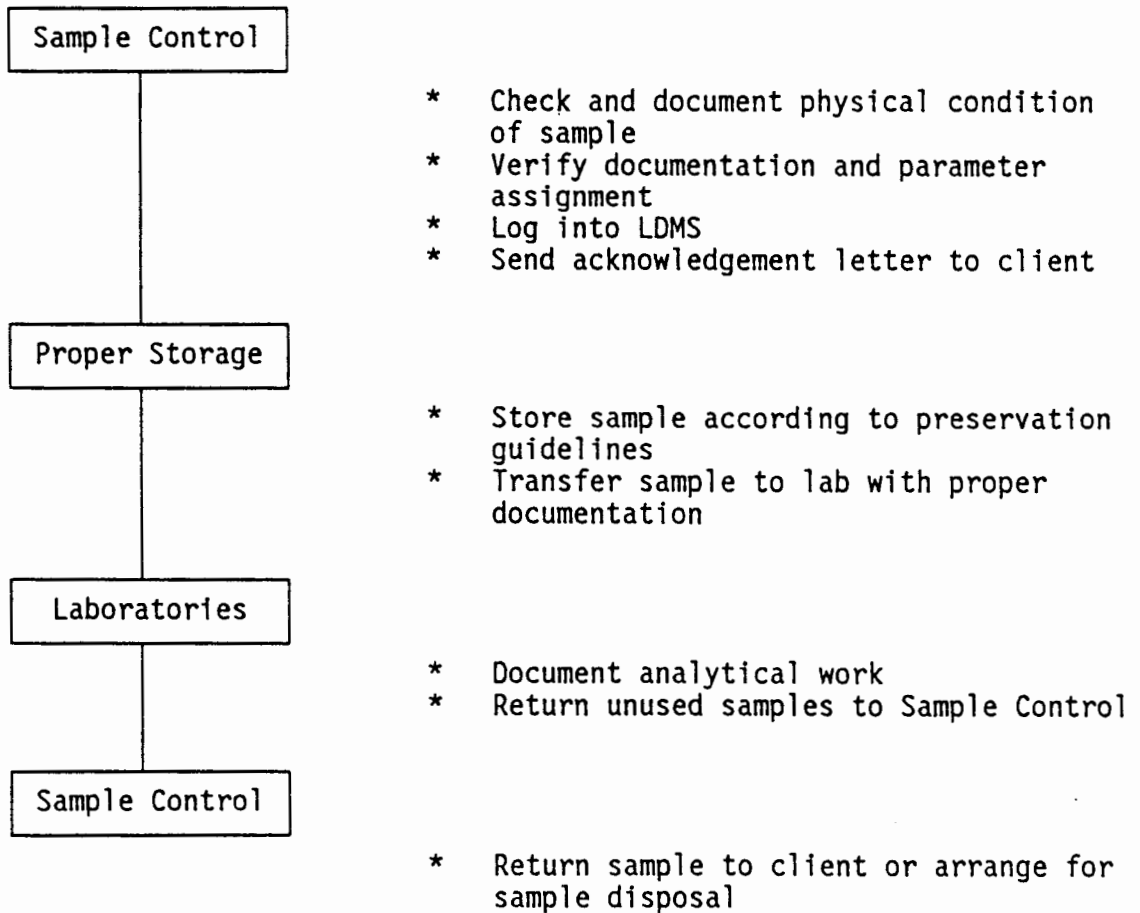 Sample Control
* Check and document physical condition
of sample
* Verify documentation and parameter
assignment
* Log into LDMS
* Send acknowledgement letter to client
Proper Storage
* Store sample according to preservation
guidelines
* Transfer sample to lab with proper
documentation
Laboratories
* Document analytical work
* Return unused samples to Sample Control
Sample Control
* Return sample to client or arrange for
sample disposal